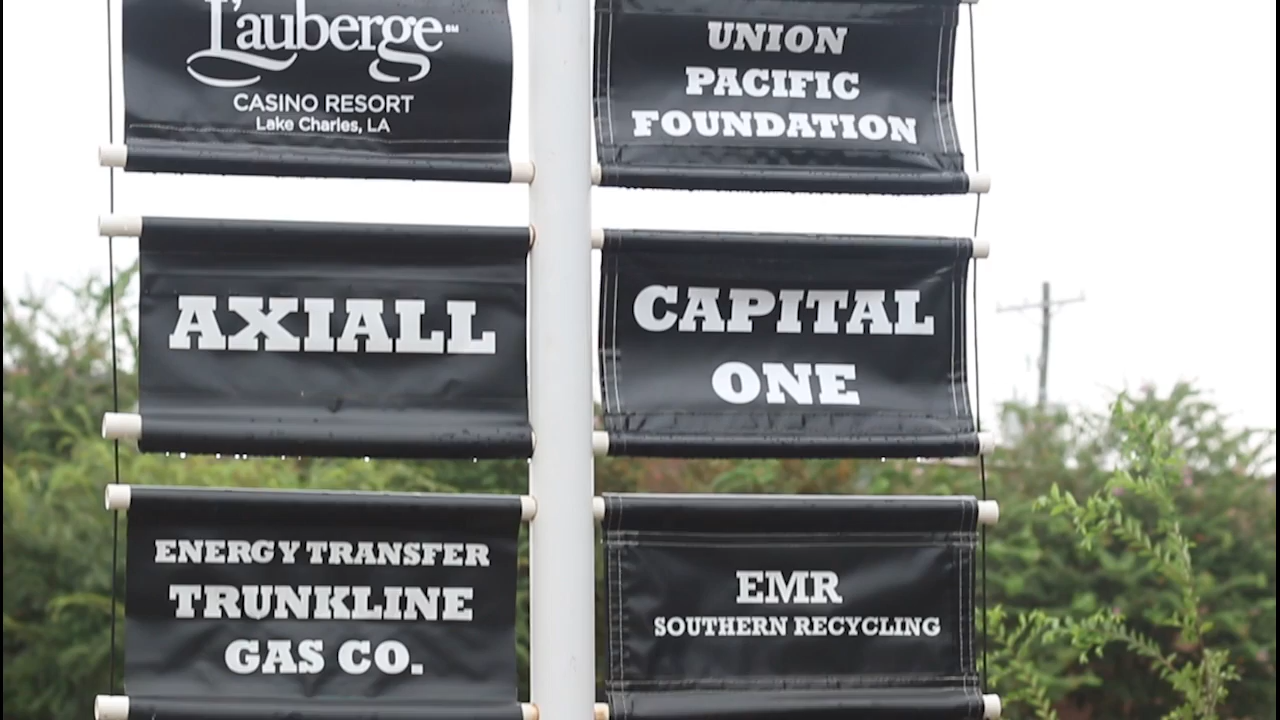 L'auberge℠
CASINO RESORT
Lake Charles, LA
UNION
PACIFIC
FOUNDATION
AXIALL
CAPITAL
ONE
ENERGY TRANSFER
TRUNKLINE
GAS CO.
EMR
SOUTHERN RECYCLING